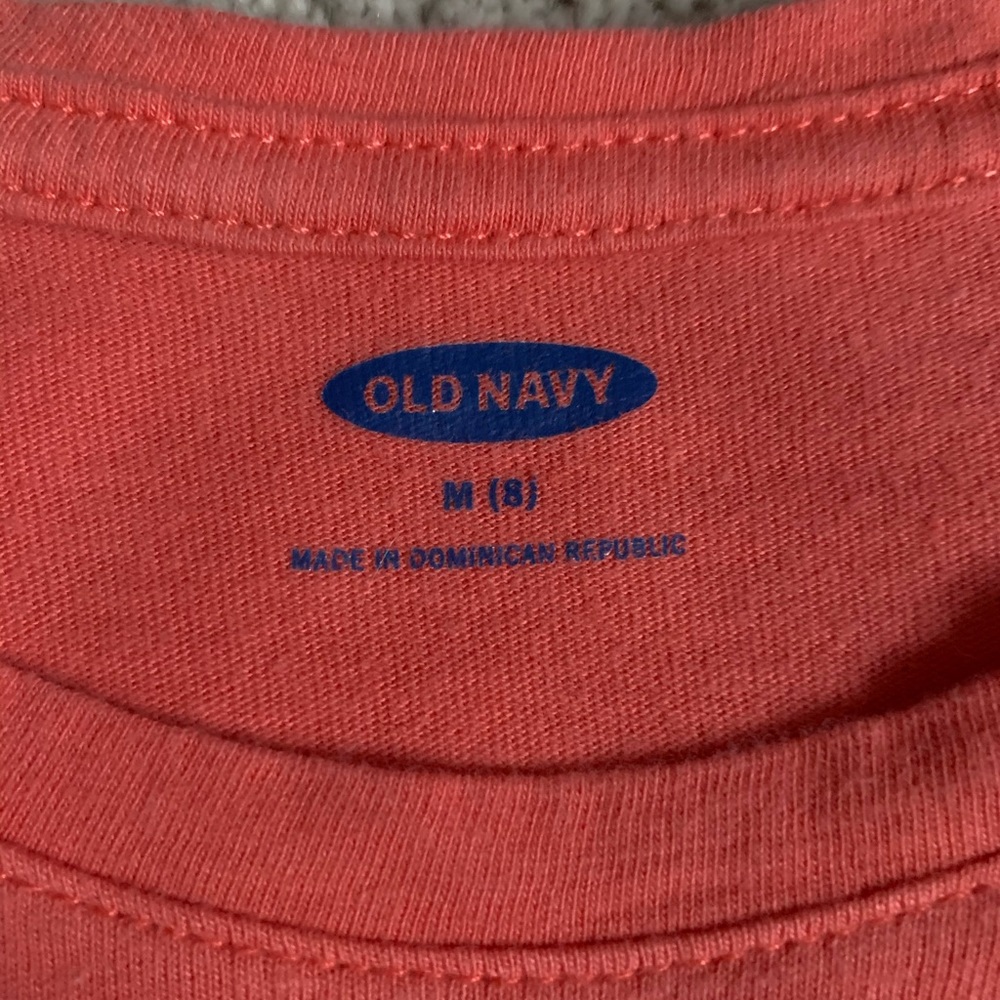 OLD NAVY
M (8)
MADE IN DOMINICAN REPUBLIC